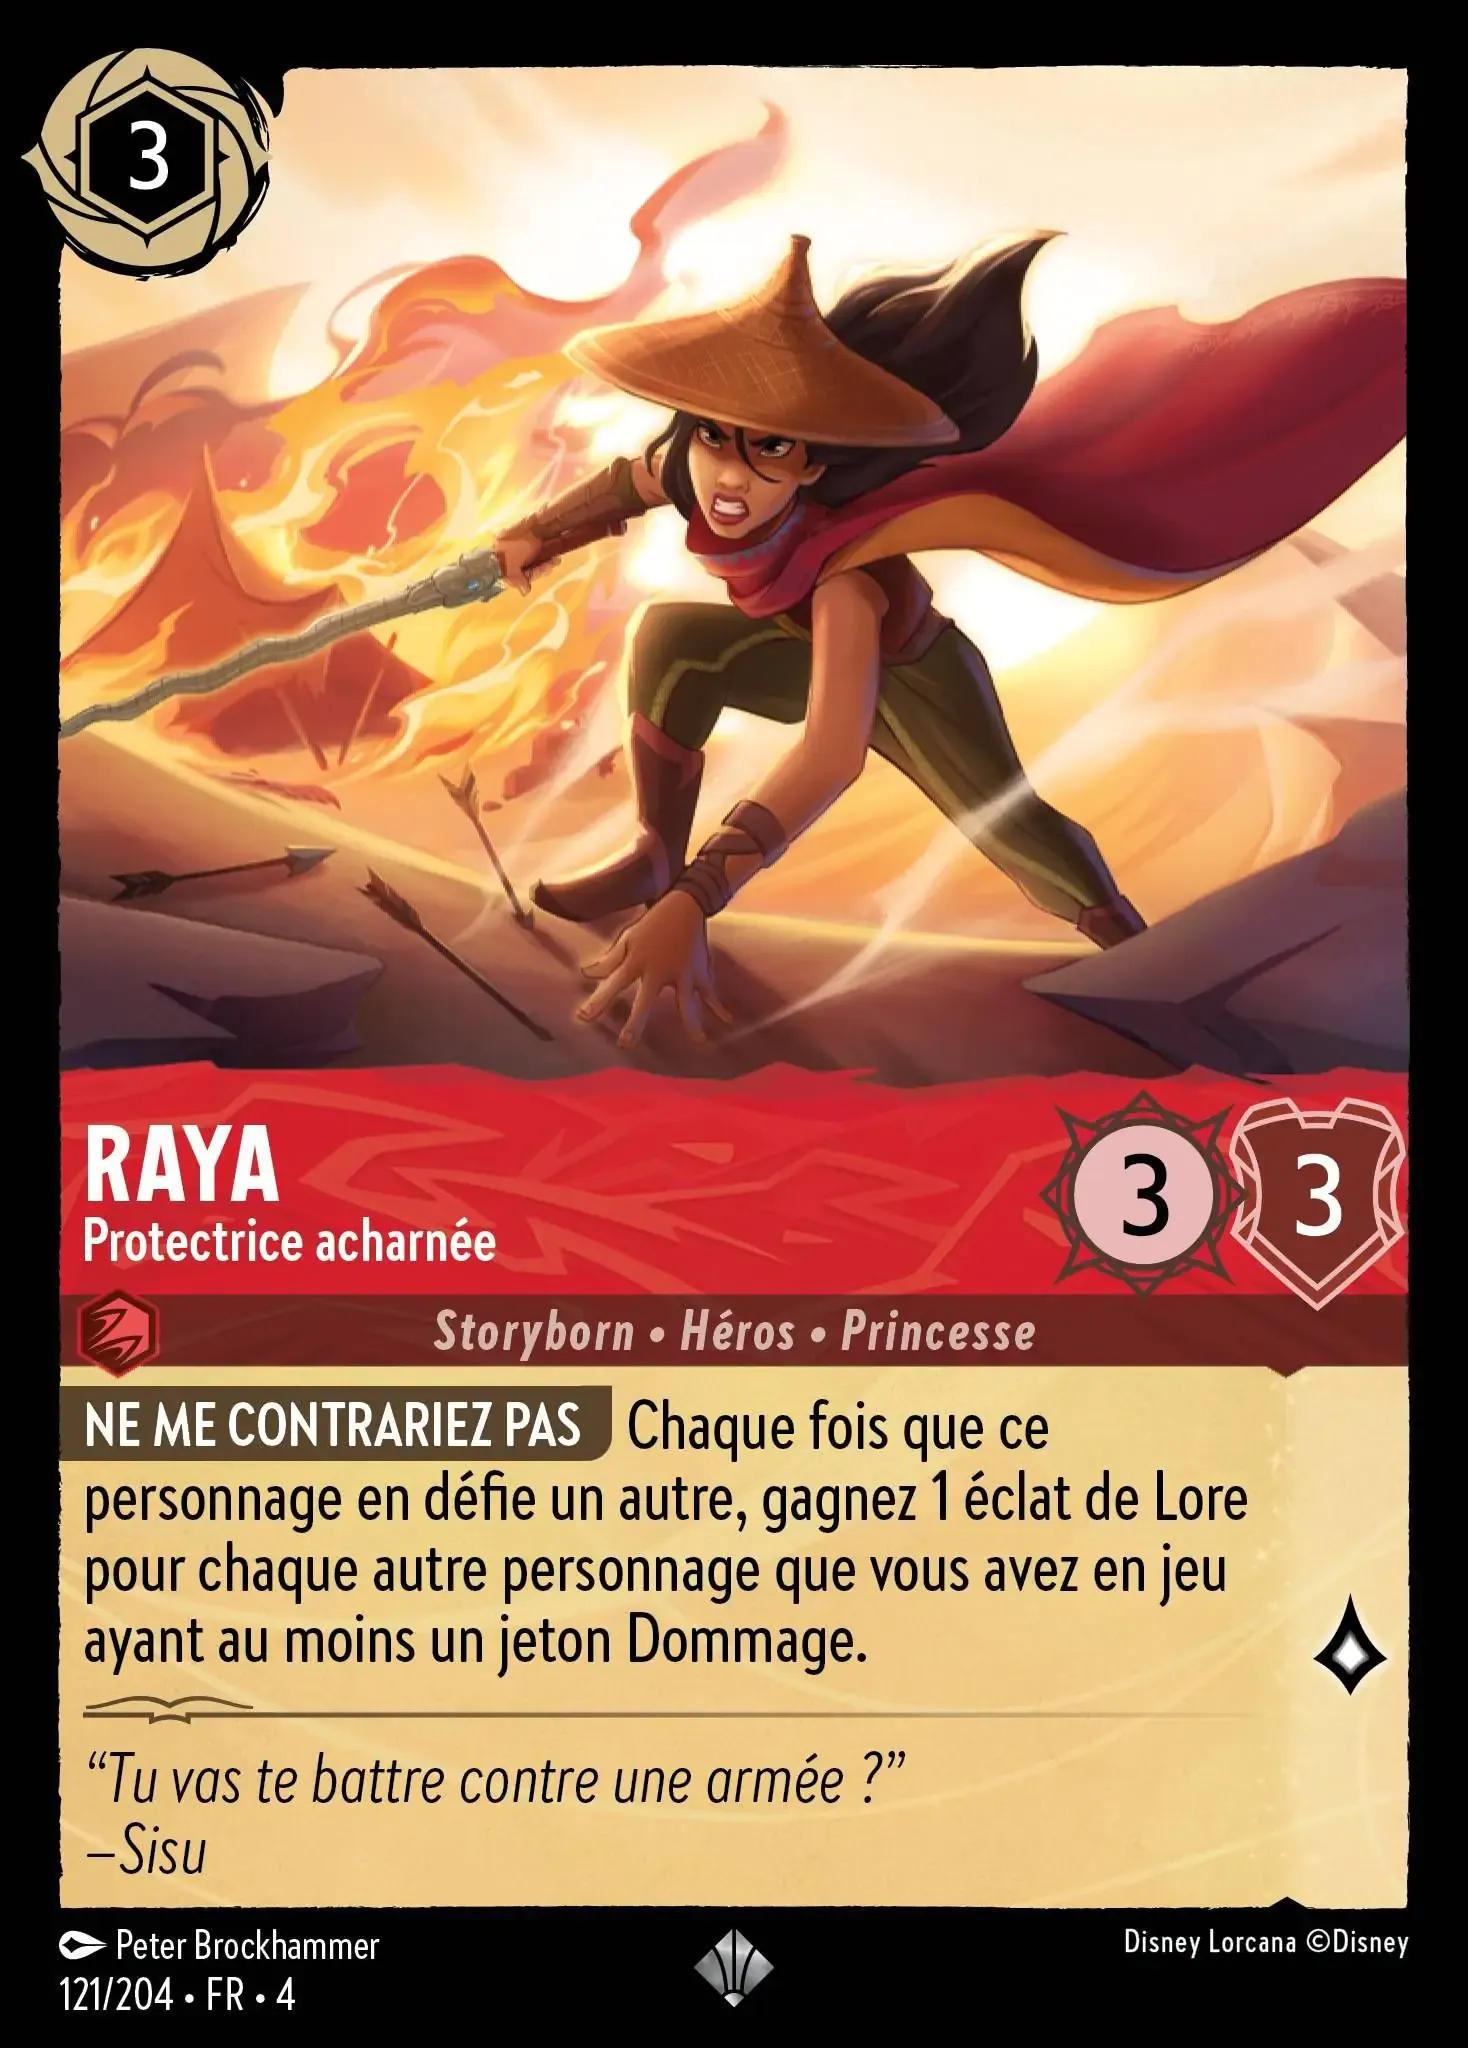 3
RAYA
Protectrice acharnée
3
3
Storyborn • Héros • Princesse
NE ME CONTRARIEZ PAS Chaque fois que ce
personnage en défie un autre, gagnez 1 éclat de Lore
pour chaque autre personnage que vous avez en jeu
ayant au moins un jeton Dommage.
“Tu vas te battre contre une armée ?”
–Sisu
Peter Brockhammer
Disney Lorcana ©Disney
121/204 • FR • 4